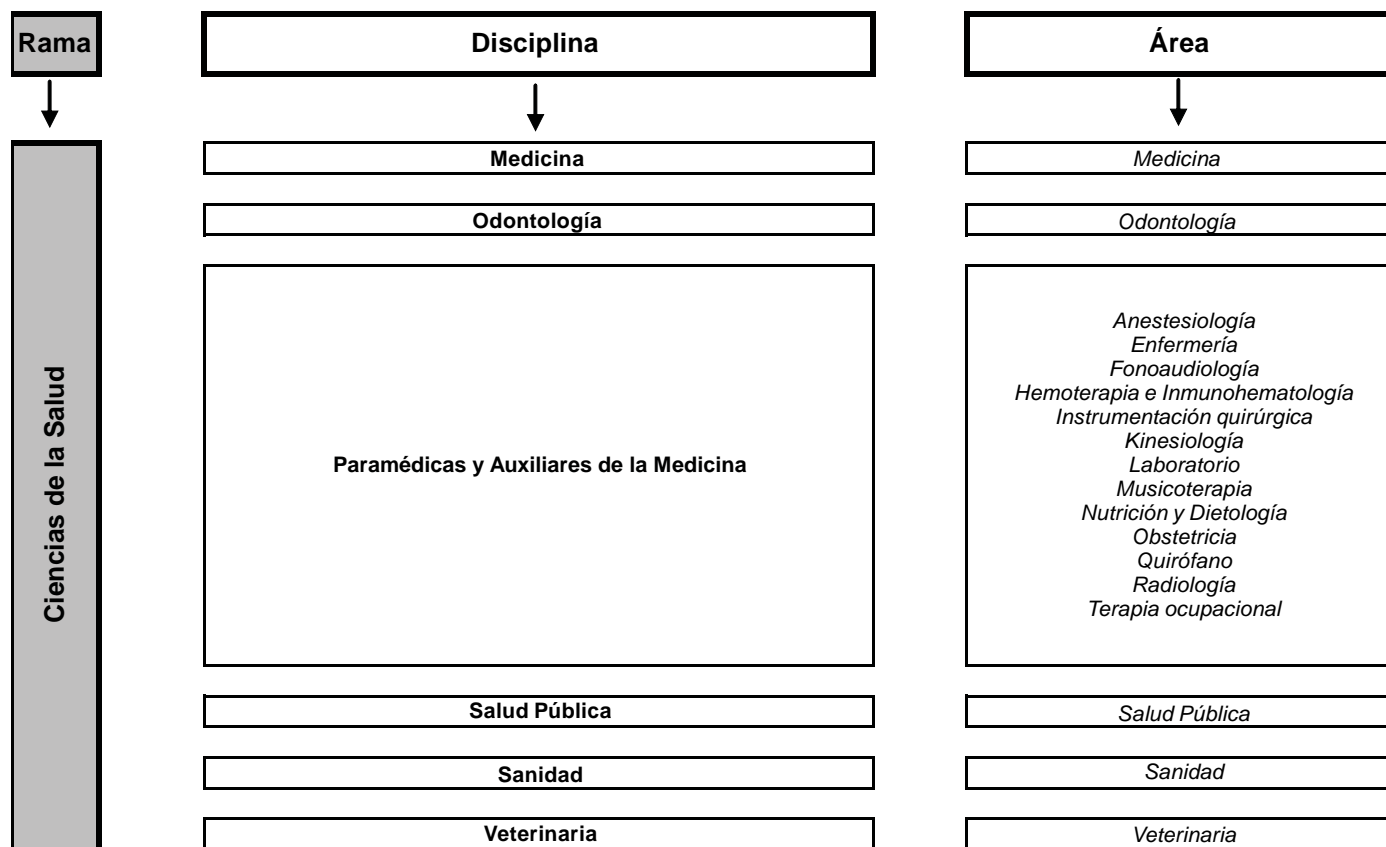 Rama
Disciplina
Área
Ciencias de la Salud
Medicina
Medicina
Odontología
Odontología
Paramédicas y Auxiliares de la Medicina
Anestesiología
Enfermería
Fonoaudiología
Hemoterapia e Inmunohematología
Instrumentación quirúrgica
Kinesiología
Laboratorio
Musicoterapia
Nutrición y Dietología
Obstetricia
Quirófano
Radiología
Terapia ocupacional
Salud Pública
Salud Pública
Sanidad
Sanidad
Veterinaria
Veterinaria